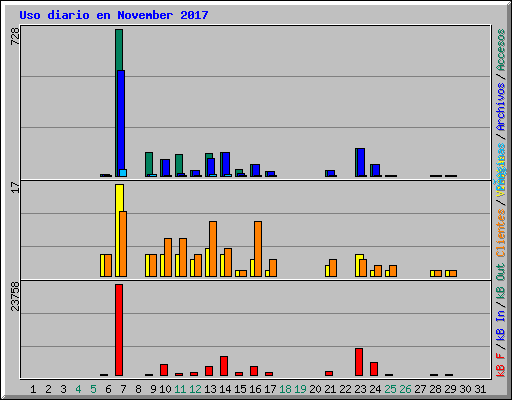 Uso diario en November 2017
728
17
23758
Archivos / Accesos
Clientes /
kB F / kB In / kB Out
1 2 3 4 5 6 7 8 9 10 11 12 13 14 15 16 17 18 19 20 21 22 23 24 25 26 27 28 29 30 31